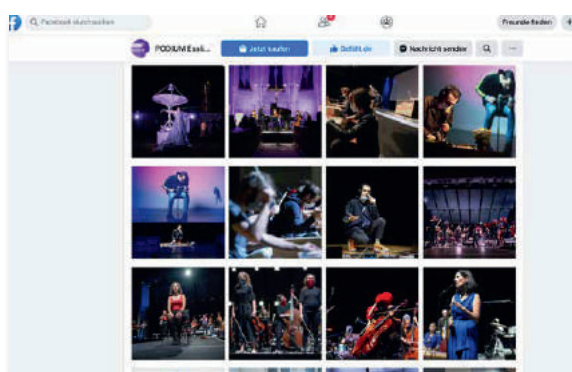 Facebook durchsuchen
Freunde finden
PODIUM Essli...
Jetzt kaufen
Gefällt dir
Nachricht senden